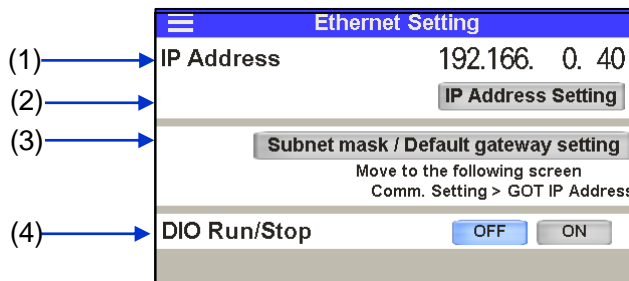 Ethernet Setting
(1) IP Address 192.166. 0. 40
(2) IP Address Setting
(3) Subnet mask / Default gateway setting
Move to the following screen
Comm. Setting > GOT IP Address
(4) DIO Run/Stop OFF ON